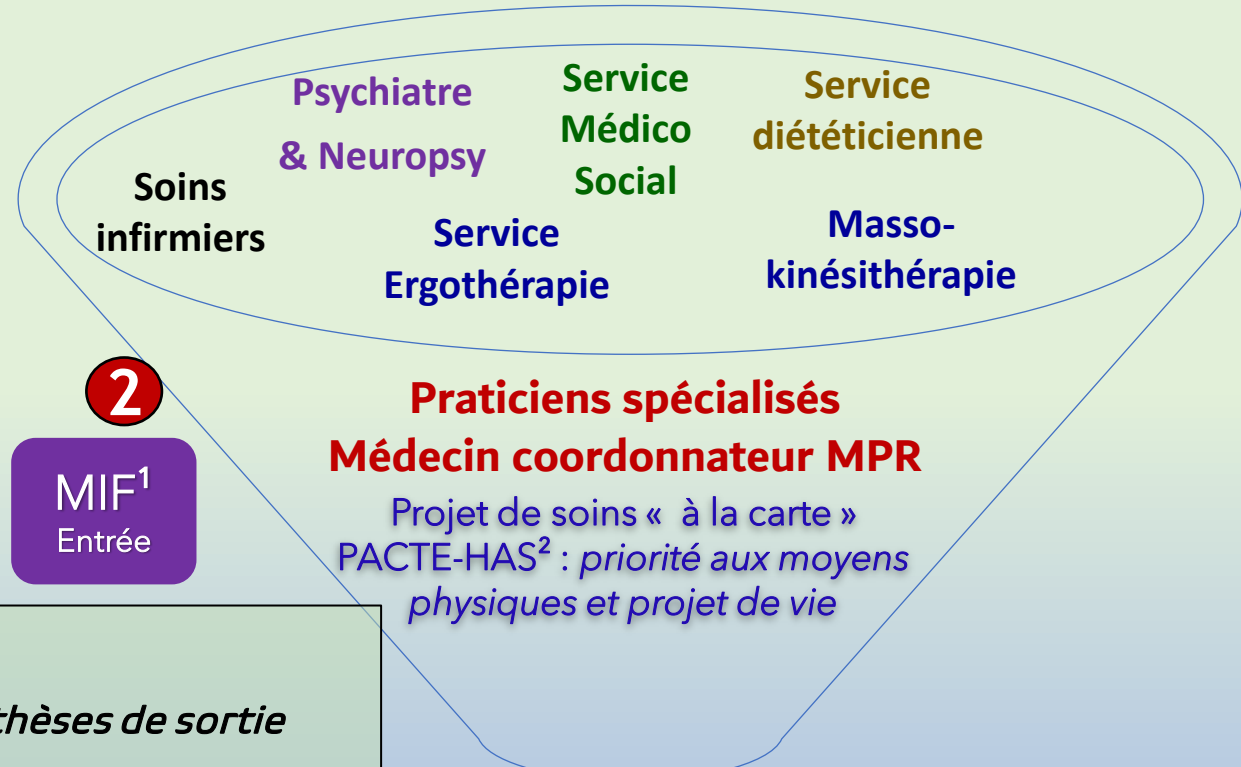 Psychiatre
& Neuropsy
Service
Médico
Social
Service
diététicienne
Soins
infirmiers
Service
Ergothérapie
Masso-
kinésithérapie
2
MIF¹
Entrée
Praticiens spécialisés
Médecin coordonnateur MPR
Projet de soins « à la carte »
PACTE-HAS² : priorité aux moyens
physiques et projet de vie
de sortie